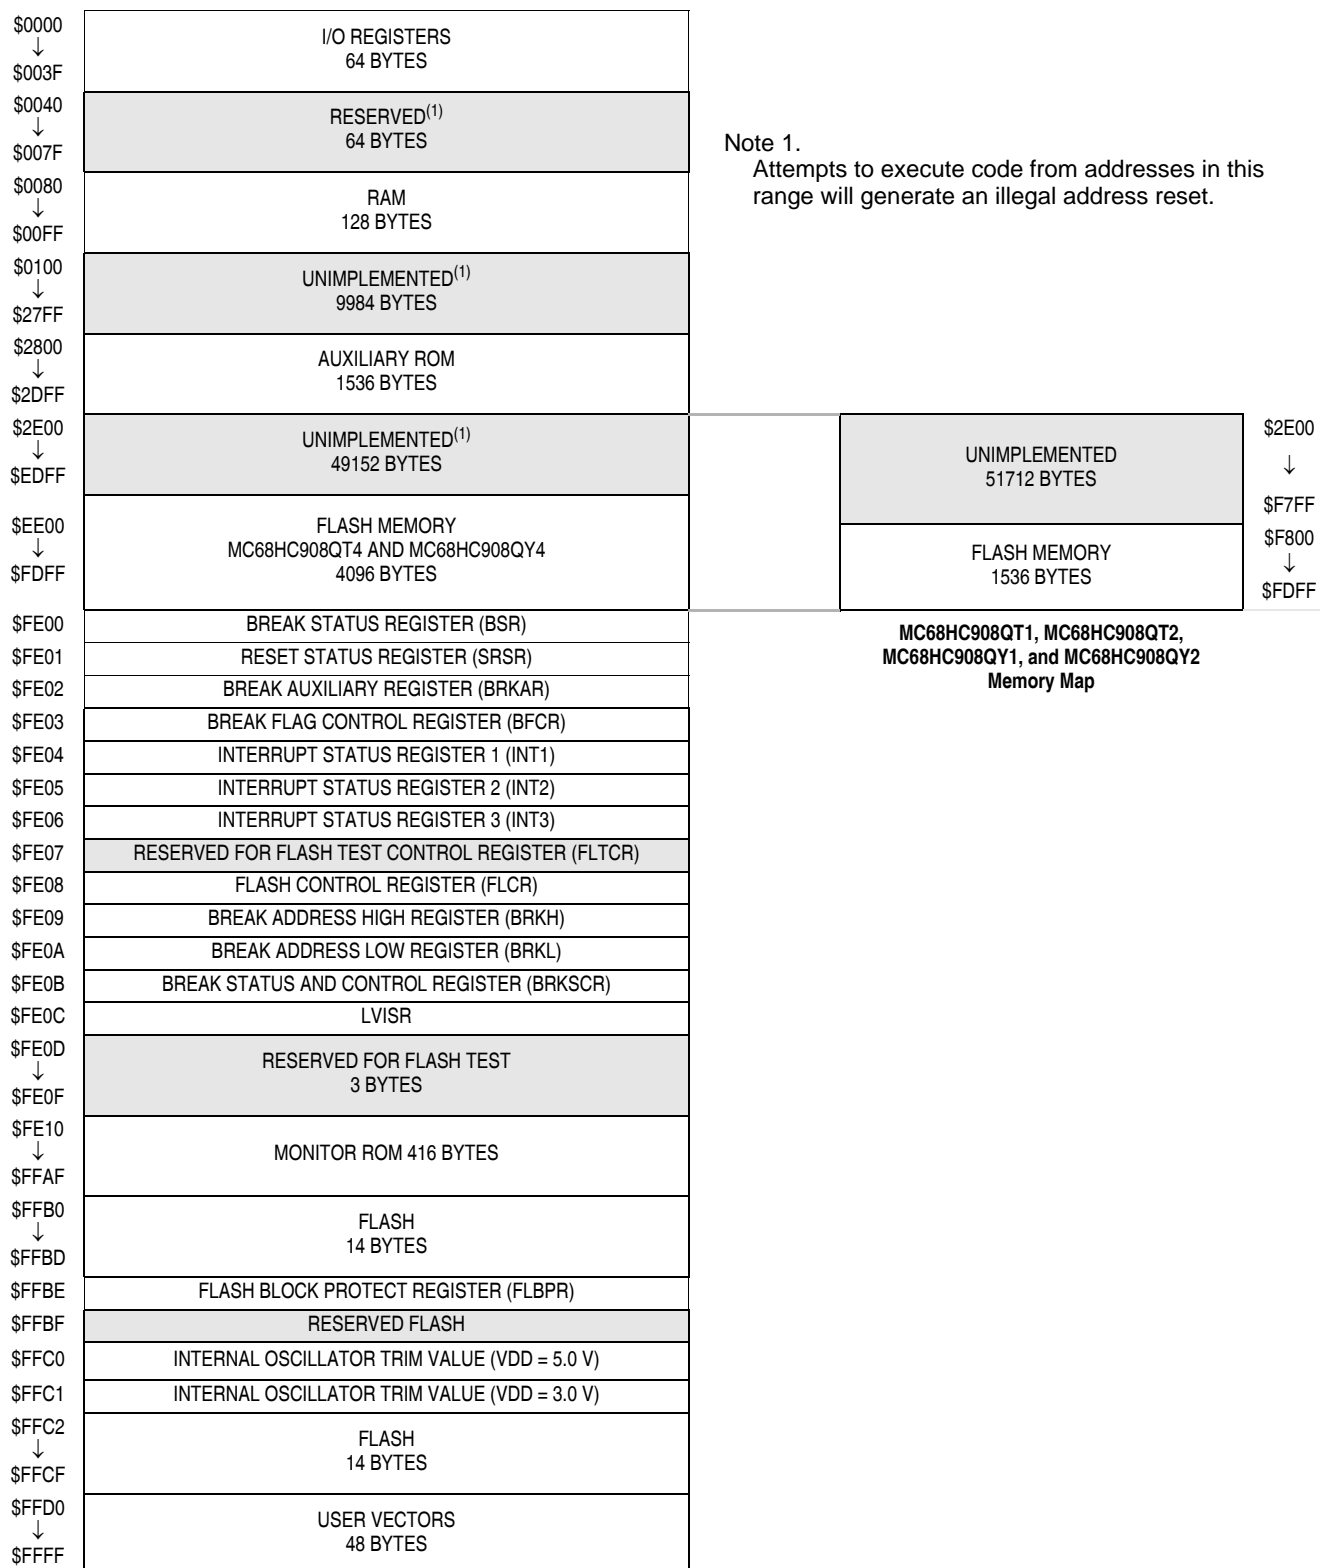 $0000
↓
$003F
I/O REGISTERS
64 BYTES
$0040
↓
$007F
RESERVED(1)
64 BYTES
Note 1.
Attempts to execute code from addresses in this
range will generate an illegal address reset.
$0080
↓
$00FF
RAM
128 BYTES
$0100
↓
$27FF
UNIMPLEMENTED(1)
9984 BYTES
$2800
↓
$2DFF
AUXILIARY ROM
1536 BYTES
$2E00
↓
$EDFF
UNIMPLEMENTED(1)
49152 BYTES
UNIMPLEMENTED
51712 BYTES
$2E00
↓
$F7FF
$EE00
↓
$FDFF
FLASH MEMORY
MC68HC908QT4 AND MC68HC908QY4
4096 BYTES
FLASH MEMORY
1536 BYTES
$F800
↓
$FDFF
MC68HC908QT1, MC68HC908QT2,
MC68HC908QY1, and MC68HC908QY2
Memory Map
$FE00 BREAK STATUS REGISTER (BSR)
$FE01 RESET STATUS REGISTER (SRSR)
$FE02 BREAK AUXILIARY REGISTER (BRKAR)
$FE03 BREAK FLAG CONTROL REGISTER (BFCR)
$FE04 INTERRUPT STATUS REGISTER 1 (INT1)
$FE05 INTERRUPT STATUS REGISTER 2 (INT2)
$FE06 INTERRUPT STATUS REGISTER 3 (INT3)
$FE07 RESERVED FOR FLASH TEST CONTROL REGISTER (FLTCR)
$FE08 FLASH CONTROL REGISTER (FLCR)
$FE09 BREAK ADDRESS HIGH REGISTER (BRKH)
$FE0A BREAK ADDRESS LOW REGISTER (BRKL)
$FE0B BREAK STATUS AND CONTROL REGISTER (BRKSCR)
$FE0C LVISR
$FE0D
↓
$FE0F
RESERVED FOR FLASH TEST
3 BYTES
$FE10
↓
$FFAF
MONITOR ROM 416 BYTES
$FFB0
↓
$FFBD
FLASH
14 BYTES
$FFBE FLASH BLOCK PROTECT REGISTER (FLBPR)
$FFBF RESERVED FLASH
$FFC0 INTERNAL OSCILLATOR TRIM VALUE (VDD = 5.0 V)
$FFC1 INTERNAL OSCILLATOR TRIM VALUE (VDD = 3.0 V)
$FFC2
↓
$FFCF
FLASH
14 BYTES
$FFD0
↓
$FFFF
USER VECTORS
48 BYTES